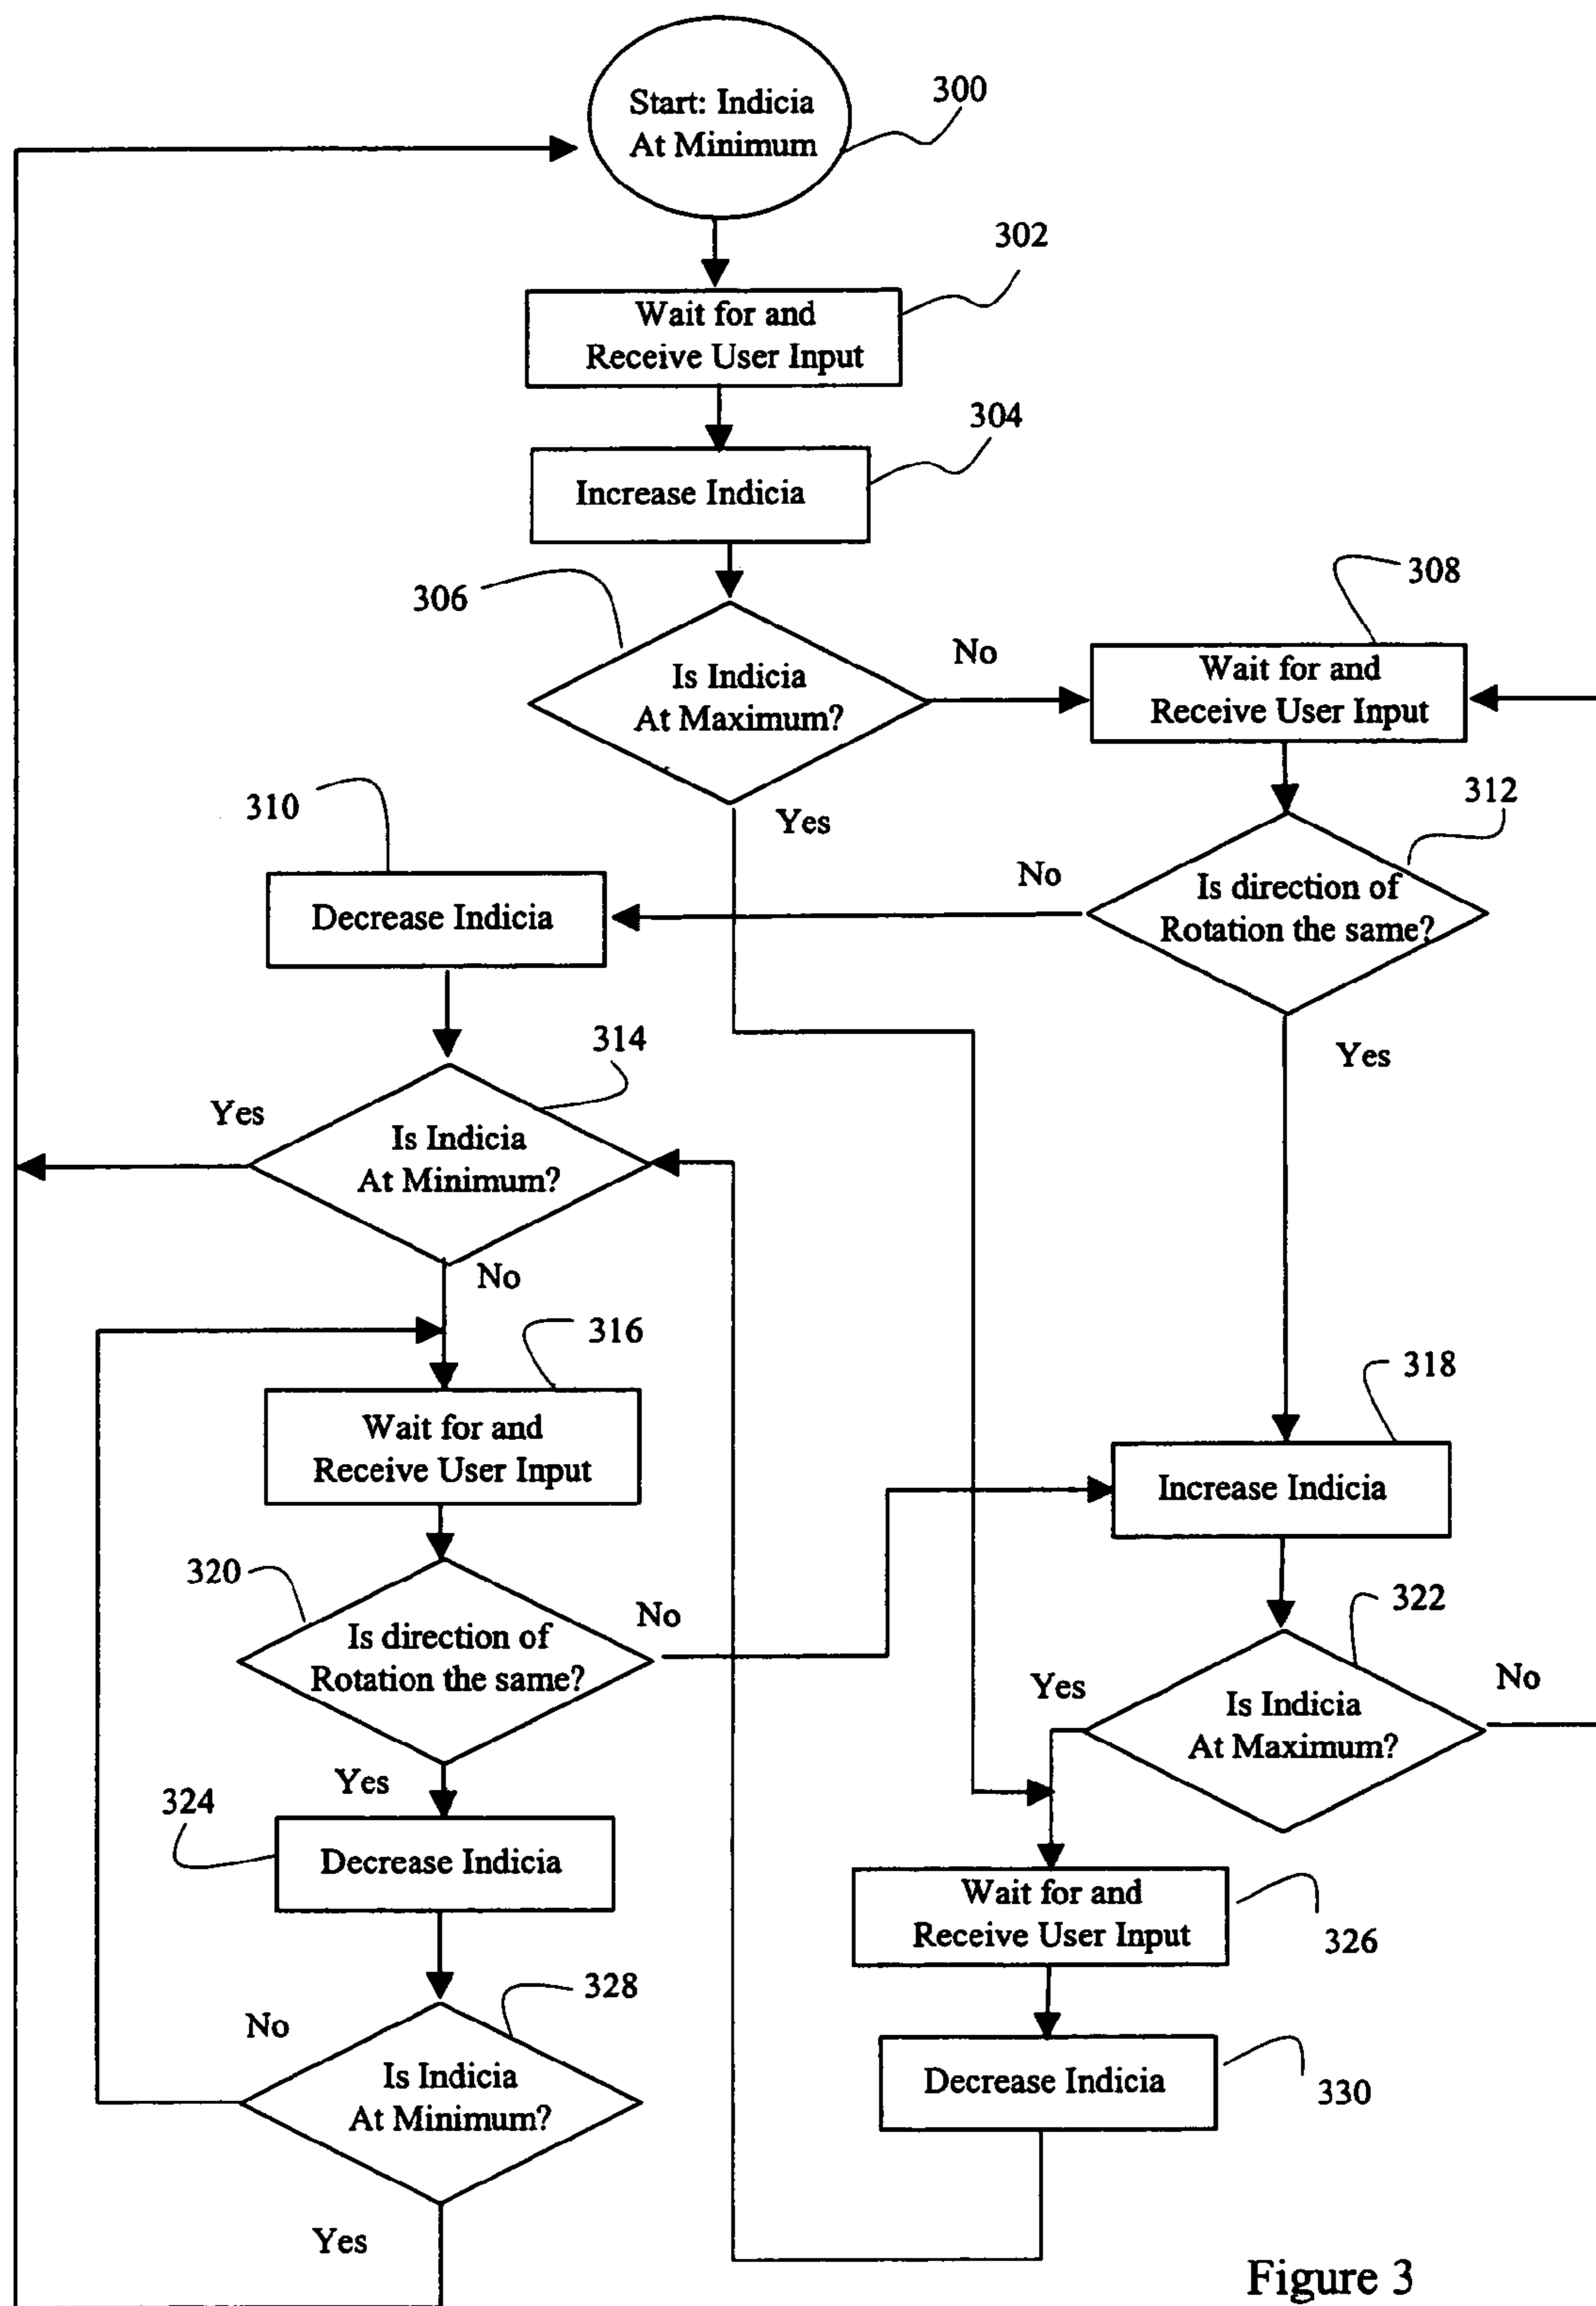 Start: Indicia
At Minimum
300
302
Wait for and
Receive User Input
304
Increase Indicia
306
Is Indicia
At Maximum?
No
Yes
308
Wait for and
Receive User Input
310
Decrease Indicia
312
No
Is direction of
Rotation the same?
Yes
314
Yes
Is Indicia
At Minimum?
No
316
Wait for and
Receive User Input
318
Increase Indicia
320
Is direction of
Rotation the same?
No
Yes
322
Yes
Is Indicia
At Maximum?
No
324
Decrease Indicia
Wait for and
Receive User Input
326
328
No
Is Indicia
At Minimum?
Yes
Decrease Indicia
330
Figure 3